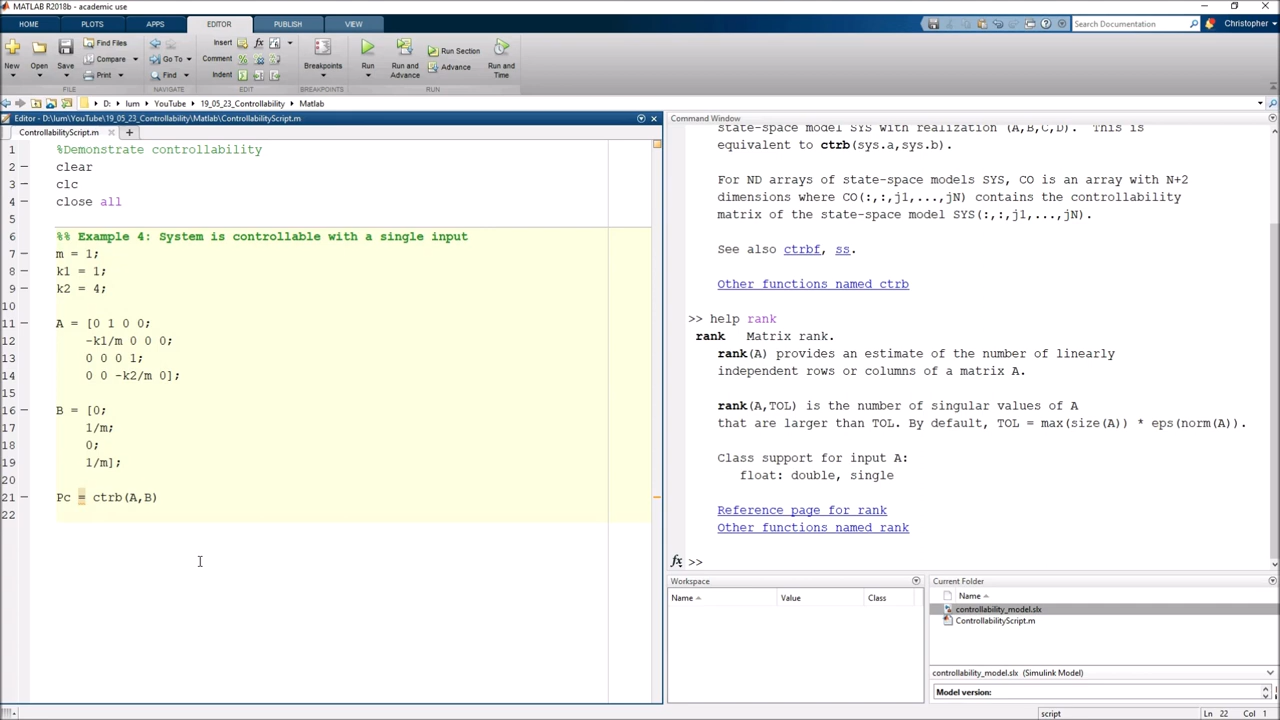 MATLAB R2018b - academic use
HOME PLOTS APPS EDITOR PUBLISH VIEW
Search Documentation
Christopher
New Open Save Find Files Compare Print
Go To Find
Insert
Comment
Indent
Breakpoints
Run
Run and Advance
Run Section
Advance
Run and Time
FILE NAVIGATE EDIT BREAKPOINTS RUN
D: ▸ lum ▸ YouTube ▸ 19_05_23_Controllability ▸ Matlab
Editor - D:\lum\YouTube\19_05_23_Controllability\Matlab\ControllabilityScript.m
ControllabilityScript.m
1 %Demonstrate controllability
2 clear
3 clc
4 close all
5
6 %% Example 4: System is controllable with a single input
7 m = 1;
8 k1 = 1;
9 k2 = 4;
10
11 A = [0 1 0 0;
12 -k1/m 0 0 0;
13 0 0 0 1;
14 0 0 -k2/m 0];
15
16 B = [0;
17 1/m;
18 0;
19 1/m];
20
21 Pc = ctrb(A,B)
22
Command Window
state-space model SYS with realization (A,B,C,D). This is
equivalent to ctrb(sys.a,sys.b).
For ND arrays of state-space models SYS, CO is an array with N+2
dimensions where CO(:,:,j1,...,jN) contains the controllability
matrix of the state-space model SYS(:,:,j1,...,jN).
See also ctrbf, ss.
Other functions named ctrb
>> help rank
rank Matrix rank.
rank(A) provides an estimate of the number of linearly
independent rows or columns of a matrix A.
rank(A,TOL) is the number of singular values of A
that are larger than TOL. By default, TOL = max(size(A)) * eps(norm(A)).
Class support for input A:
float: double, single
Reference page for rank
Other functions named rank
fx >>
Workspace
Name Value Class
Current Folder
Name
controllability_model.slx
ControllabilityScript.m
controllability_model.slx (Simulink Model)
Model version:
script
Ln 22 Col 1